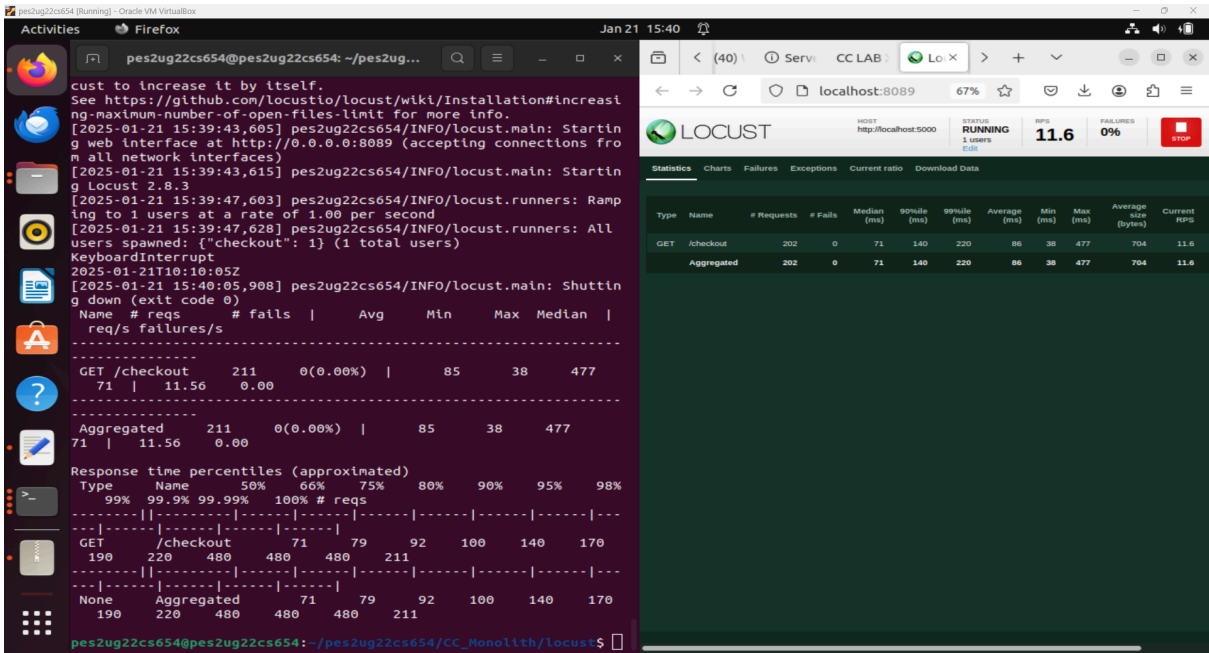 pes2ug22cs654 [Running] - Oracle VM VirtualBox
Activities Firefox Jan 21 15:40
pes2ug22cs654@pes2ug22cs654: ~/pes2ug...
cust to increase it by itself.
See https://github.com/locustio/locust/wiki/Installation#increasi
ng-maximum-number-of-open-files-limit for more info.
[2025-01-21 15:39:43,605] pes2ug22cs654/INFO/locust.main: Startin
g web interface at http://0.0.0.0:8089 (accepting connections fro
m all network interfaces)
[2025-01-21 15:39:43,615] pes2ug22cs654/INFO/locust.main: Startin
g Locust 2.8.3
[2025-01-21 15:39:47,603] pes2ug22cs654/INFO/locust.runners: Ramp
ing to 1 users at a rate of 1.00 per second
[2025-01-21 15:39:47,628] pes2ug22cs654/INFO/locust.runners: All
users spawned: {"checkout": 1} (1 total users)
KeyboardInterrupt
2025-01-21T10:10:05Z
[2025-01-21 15:40:05,908] pes2ug22cs654/INFO/locust.main: Shuttin
g down (exit code 0)
Name # reqs # fails | Avg Min Max Median |
req/s failures/s
--------------------------------------------------------------------------------
GET /checkout 211 0(0.00%) | 85 38 477
71 | 11.56 0.00
--------------------------------------------------------------------------------
Aggregated 211 0(0.00%) | 85 38 477
71 | 11.56 0.00
Response time percentiles (approximated)
Type Name 50% 66% 75% 80% 90% 95% 98%
99% 99.9% 99.99% 100% # reqs
--------||---------|------|------|------|------|------|------|---
---|------|------|------|------|
GET /checkout 71 79 92 100 140 170
190 220 480 480 480 211
--------||---------|------|------|------|------|------|------|---
---|------|------|------|------|
None Aggregated 71 79 92 100 140 170
190 220 480 480 480 211
pes2ug22cs654@pes2ug22cs654:~/pes2ug22cs654/CC_Monolith/locust$
(40) Serv CC LAB Lo
localhost:8089 67%
LOCUST
HOST
http://localhost:5000
STATUS
RUNNING
1 users
Edit
RPS
11.6
FAILURES
0%
STOP
Statistics Charts Failures Exceptions Current ratio Download Data
Type Name # Requests # Fails Median (ms) 90%ile (ms) 99%ile (ms) Average (ms) Min (ms) Max (ms) Average size (bytes) Current RPS
GET /checkout 202 0 71 140 220 86 38 477 704 11.6
Aggregated 202 0 71 140 220 86 38 477 704 11.6